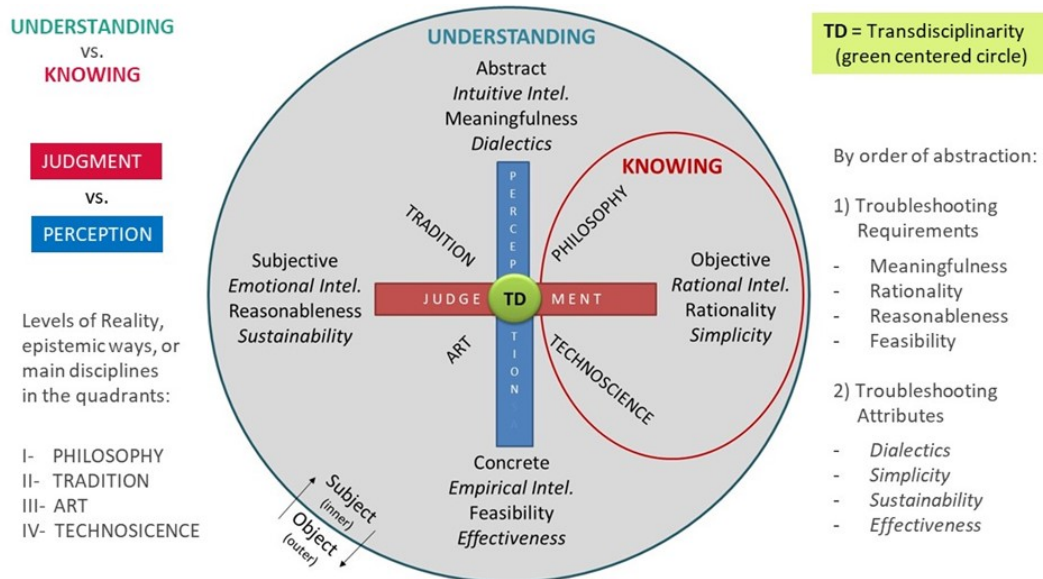 UNDERSTANDING
vs.
KNOWING
JUDGMENT
vs.
PERCEPTION
Levels of Reality,
epistemic ways, or
main disciplines
in the quadrants:
I- PHILOSOPHY
II- TRADITION
III- ART
IV- TECHNOSICENCE
UNDERSTANDING
Abstract
Intuitive Intel.
Meaningfulness
Dialectics
KNOWING
TRADITION
PHILOSOPHY
Subjective
Emotional Intel.
Reasonableness
Sustainability
PERCEP TION
JUDGE MENT
TD
Objective
Rational Intel.
Rationality
Simplicity
ART
TECHNOSCIENCE
Concrete
Empirical Intel.
Feasibility
Effectiveness
Subject
(inner)
Object
(outer)
TD = Transdisciplinarity
(green centered circle)
By order of abstraction:
1) Troubleshooting
Requirements
- Meaningfulness
- Rationality
- Reasonableness
- Feasibility
2) Troubleshooting
Attributes
- Dialectics
- Simplicity
- Sustainability
- Effectiveness